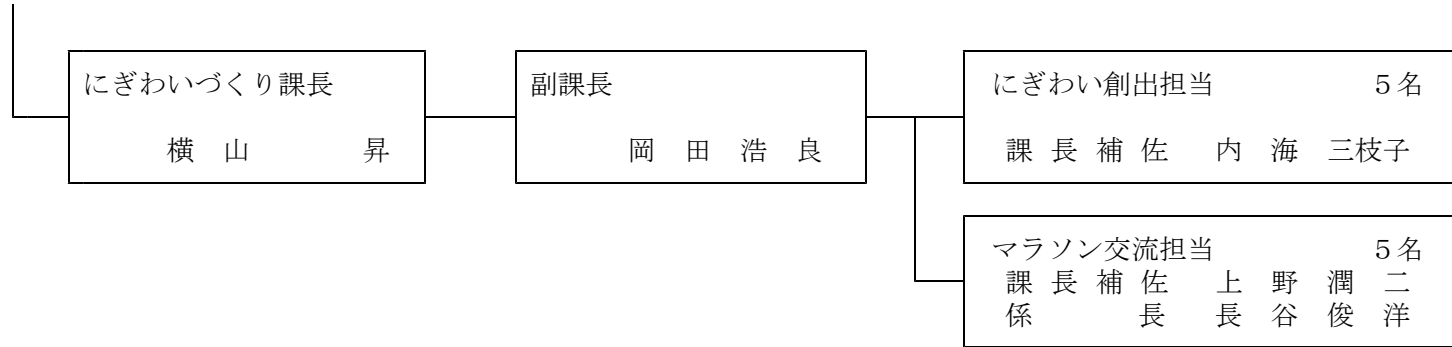 にぎわいづくり課長
横山 昇
副課長
岡田浩良
にぎわい創出担当 5名
課長補佐 内海 三枝子
マラソン交流担当 5名
課長補佐 上野潤二
係長 長谷俊洋